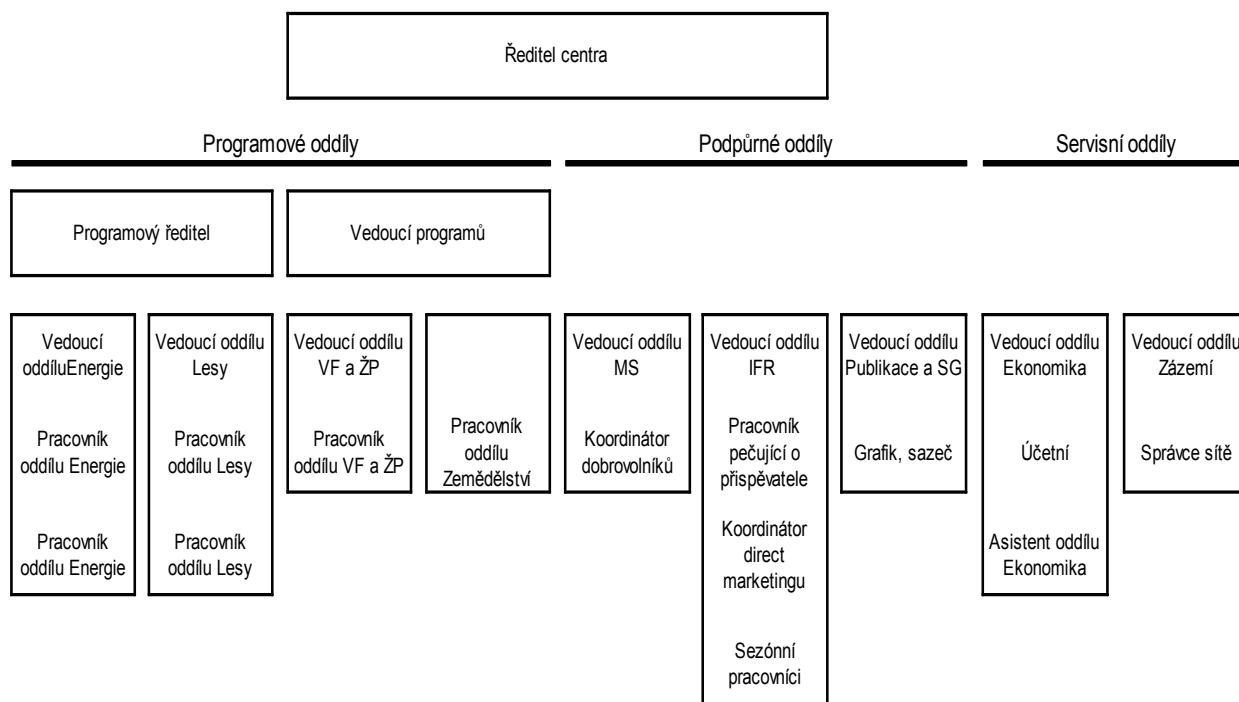 Ředitel centra
Programové oddíly
Podpůrné oddíly
Servisní oddíly
Programový ředitel
Vedoucí programů
Vedoucí
oddíluEnergie
Pracovník
oddílu Energie
Pracovník
oddílu Energie
Vedoucí oddílu
Lesy
Pracovník
oddílu Lesy
Pracovník
oddílu Lesy
Vedoucí oddílu
VF a ŽP
Pracovník
oddílu VF a ŽP
Pracovník
oddílu
Zemědělství
Vedoucí oddílu
MS
Koordinátor
dobrovolníků
Vedoucí oddílu
IFR
Pracovník
pečující o
přispěvatele
Koordinátor
direct
marketingu
Sezónní
pracovníci
Vedoucí oddílu
Publikace a SG
Grafik, sazeč
Vedoucí oddílu
Ekonomika
Účetní
Asistent oddílu
Ekonomika
Vedoucí oddílu
Zázemí
Správce sítě